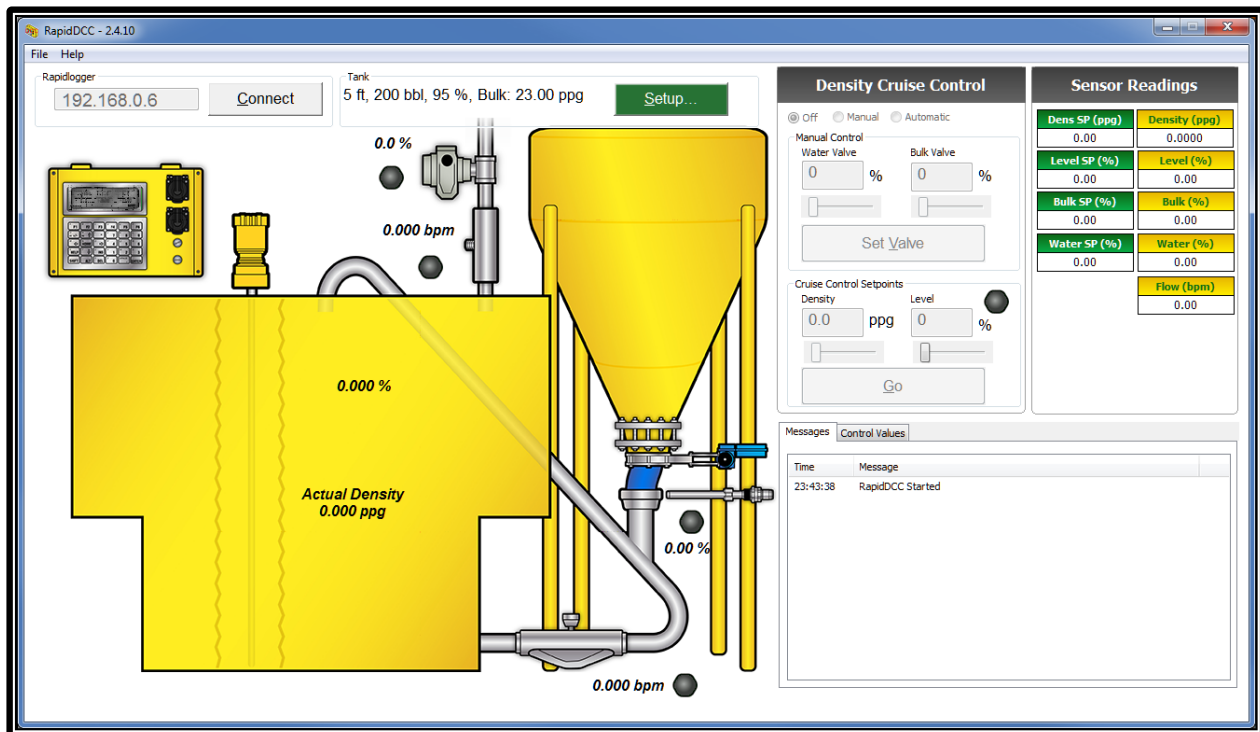 RapidDCC - 2.4.10
File Help
Rapidlogger
192.168.0.6
Connect
Tank
5 ft, 200 bbl, 95 %, Bulk: 23.00 ppg
Setup...
0.0 %
0.000 bpm
0.000 %
Actual Density
0.000 ppg
0.00 %
0.000 bpm
Density Cruise Control
Off Manual Automatic
Manual Control
Water Valve Bulk Valve
0 % 0 %
Set Valve
Cruise Control Setpoints
Density Level
0.0 ppg 0 %
Go
Sensor Readings
Dens SP (ppg) Density (ppg)
0.00 0.0000
Level SP (%) Level (%)
0.00 0.00
Bulk SP (%) Bulk (%)
0.00 0.00
Water SP (%) Water (%)
0.00 0.00
Flow (bpm)
0.00
Messages Control Values
Time Message
23:43:38 RapidDCC Started